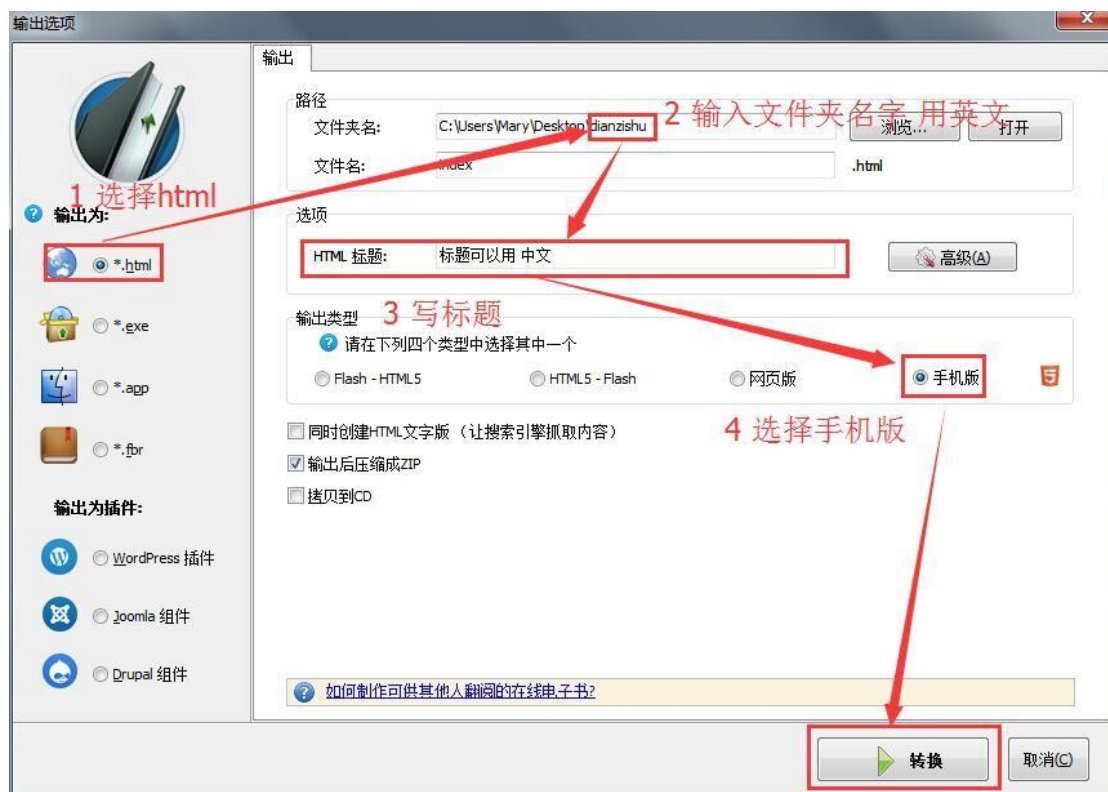 输出选项
输出
路径
文件夹名: C:\Users\Mary\Desktop\dianzishu 浏览... 打开
2 输入文件夹名字 用英文
文件名: index .html
1 选择html
输出为:
*.html
*.exe
*.app
*.fbr
输出为插件:
WordPress 插件
Joomla 组件
Drupal 组件
选项
HTML 标题: 标题可以用 中文 高级(A)
3 写标题
输出类型
请在下列四个类型中选择其中一个
Flash - HTML5 HTML5 - Flash 网页版 手机版
4 选择手机版
同时创建HTML文字版（让搜索引擎抓取内容）
输出后压缩成ZIP
拷贝到CD
如何制作可供其他人翻阅的在线电子书?
转换 取消(C)